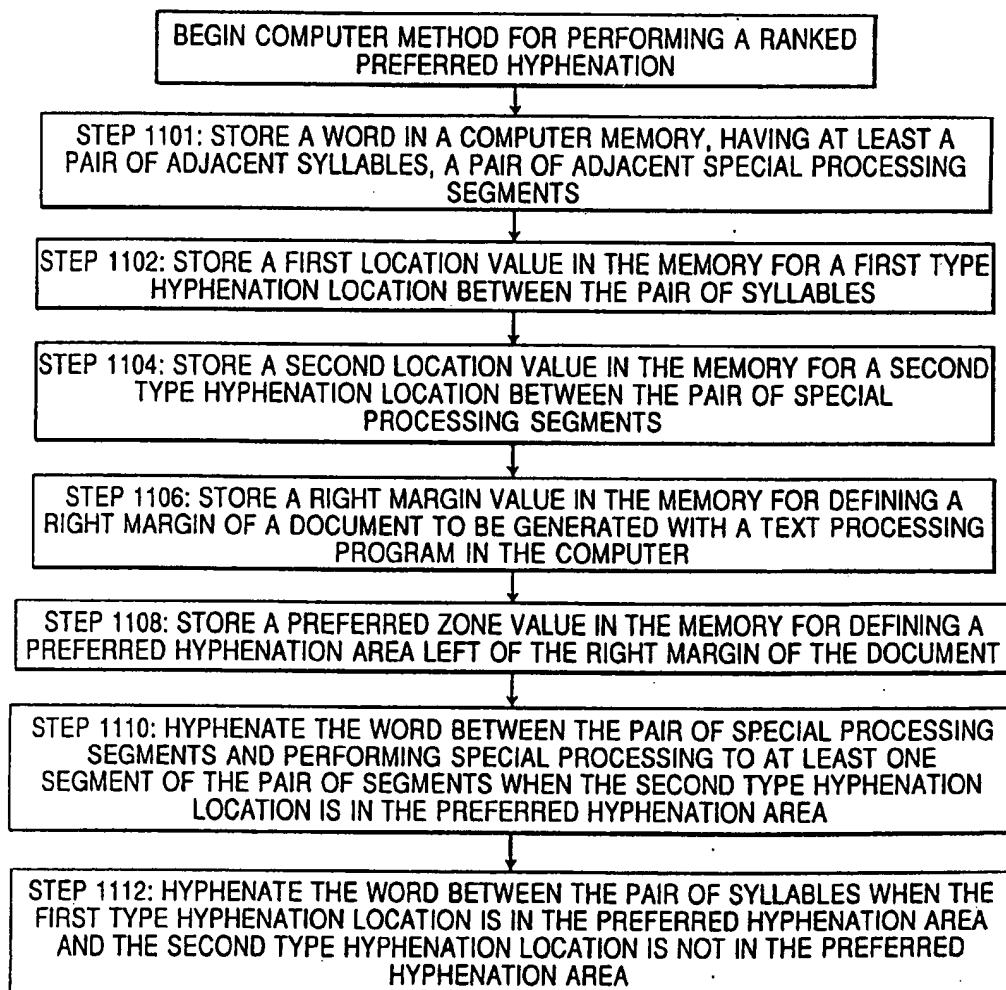 BEGIN COMPUTER METHOD FOR PERFORMING A RANKED
PREFERRED HYPHENATION
STEP 1101: STORE A WORD IN A COMPUTER MEMORY, HAVING AT LEAST A
PAIR OF ADJACENT SYLLABLES, A PAIR OF ADJACENT SPECIAL PROCESSING
SEGMENTS
STEP 1102: STORE A FIRST LOCATION VALUE IN THE MEMORY FOR A FIRST TYPE
HYPHENATION LOCATION BETWEEN THE PAIR OF SYLLABLES
STEP 1104: STORE A SECOND LOCATION VALUE IN THE MEMORY FOR A SECOND
TYPE HYPHENATION LOCATION BETWEEN THE PAIR OF SPECIAL
PROCESSING SEGMENTS
STEP 1106: STORE A RIGHT MARGIN VALUE IN THE MEMORY FOR DEFINING A
RIGHT MARGIN OF A DOCUMENT TO BE GENERATED WITH A TEXT PROCESSING
PROGRAM IN THE COMPUTER
STEP 1108: STORE A PREFERRED ZONE VALUE IN THE MEMORY FOR DEFINING A
PREFERRED HYPHENATION AREA LEFT OF THE RIGHT MARGIN OF THE DOCUMENT
STEP 1110: HYPHENATE THE WORD BETWEEN THE PAIR OF SPECIAL PROCESSING
SEGMENTS AND PERFORMING SPECIAL PROCESSING TO AT LEAST ONE
SEGMENT OF THE PAIR OF SEGMENTS WHEN THE SECOND TYPE HYPHENATION
LOCATION IS IN THE PREFERRED HYPHENATION AREA
STEP 1112: HYPHENATE THE WORD BETWEEN THE PAIR OF SYLLABLES WHEN THE
FIRST TYPE HYPHENATION LOCATION IS IN THE PREFERRED HYPHENATION AREA
AND THE SECOND TYPE HYPHENATION LOCATION IS NOT IN THE PREFERRED
HYPHENATION AREA